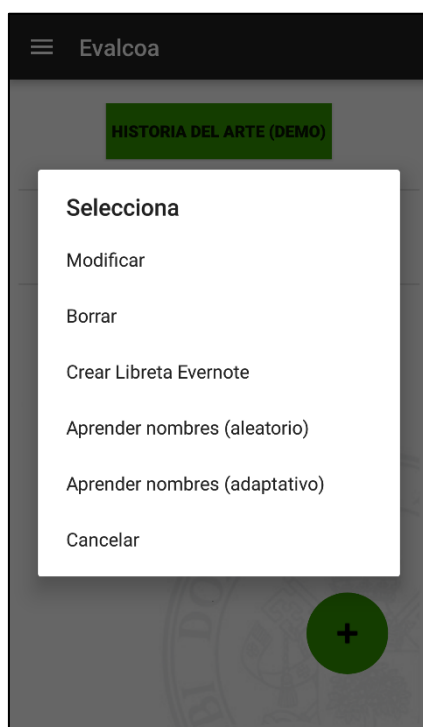 Evalcoa
HISTORIA DEL ARTE (DEMO)
Selecciona
Modificar
Borrar
Crear Libreta Evernote
Aprender nombres (aleatorio)
Aprender nombres (adaptativo)
Cancelar
+